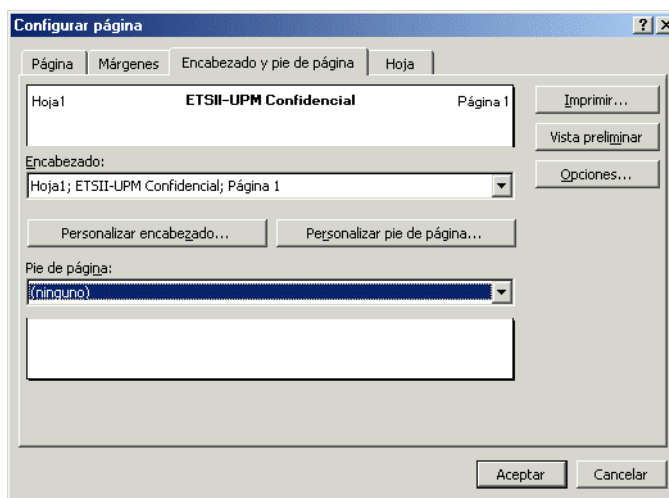 Configurar página
Página Márgenes Encabezado y pie de página Hoja
Hoja1 ETSII-UPM Confidencial Página 1
Imprimir...
Vista preliminar
Encabezado:
Opciones...
Hoja1; ETSII-UPM Confidencial; Página 1
Personalizar encabezado... Personalizar pie de página...
Pie de página:
(ninguno)
Aceptar Cancelar